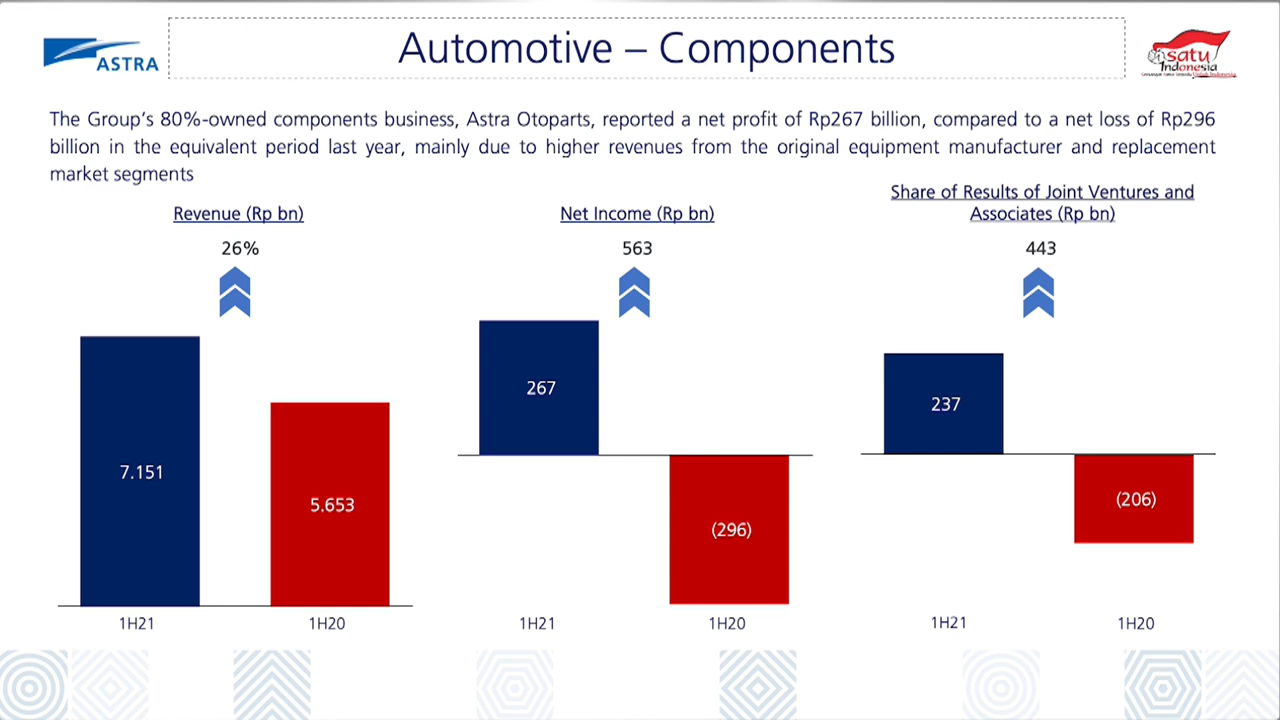 ASTRA
Automotive – Components
satu
Indonesia
The Group's 80%-owned components business, Astra Otoparts, reported a net profit of Rp267 billion, compared to a net loss of Rp296
billion in the equivalent period last year, mainly due to higher revenues from the original equipment manufacturer and replacement
market segments
Revenue (Rp bn)
26%
7.151
5.653
1H21
1H20
Net Income (Rp bn)
563
267
(296)
1H21
1H20
Share of Results of Joint Ventures and
Associates (Rp bn)
443
237
(206)
1H21
1H20